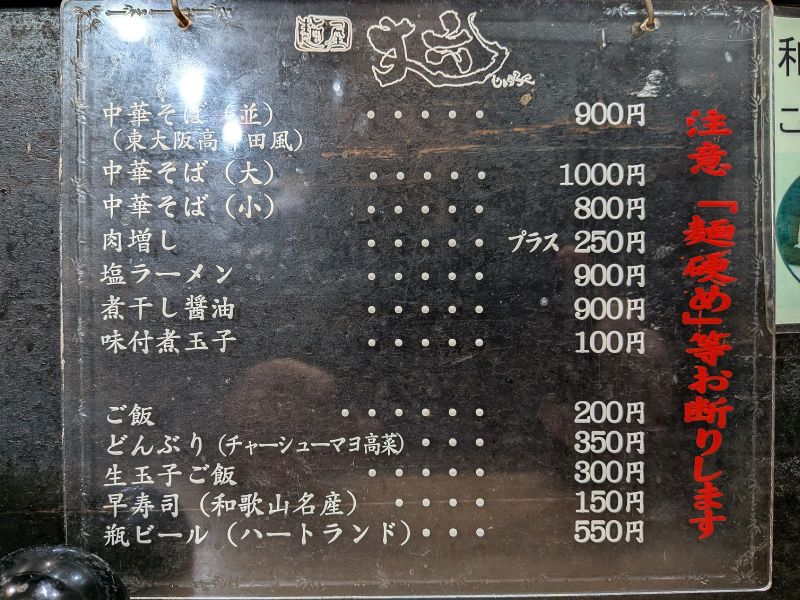 麺屋
しゅうろく
中華そば（並） ・・・・・ 900円
（東大阪高井田風）
中華そば（大） ・・・・・ 1000円
中華そば（小） ・・・・・ 800円
肉増し ・・・・・ プラス 250円
塩ラーメン ・・・・・ 900円
煮干し醤油 ・・・・・ 900円
味付煮玉子 ・・・・・ 100円
ご飯 ・・・・・・ 200円
どんぶり（チャーシューマヨ高菜） ・・・ 350円
生玉子ご飯 ・・・・・ 300円
早寿司（和歌山名産） ・・・・ 150円
瓶ビール（ハートランド） ・・・ 550円
注意「麺硬め」等お断りします